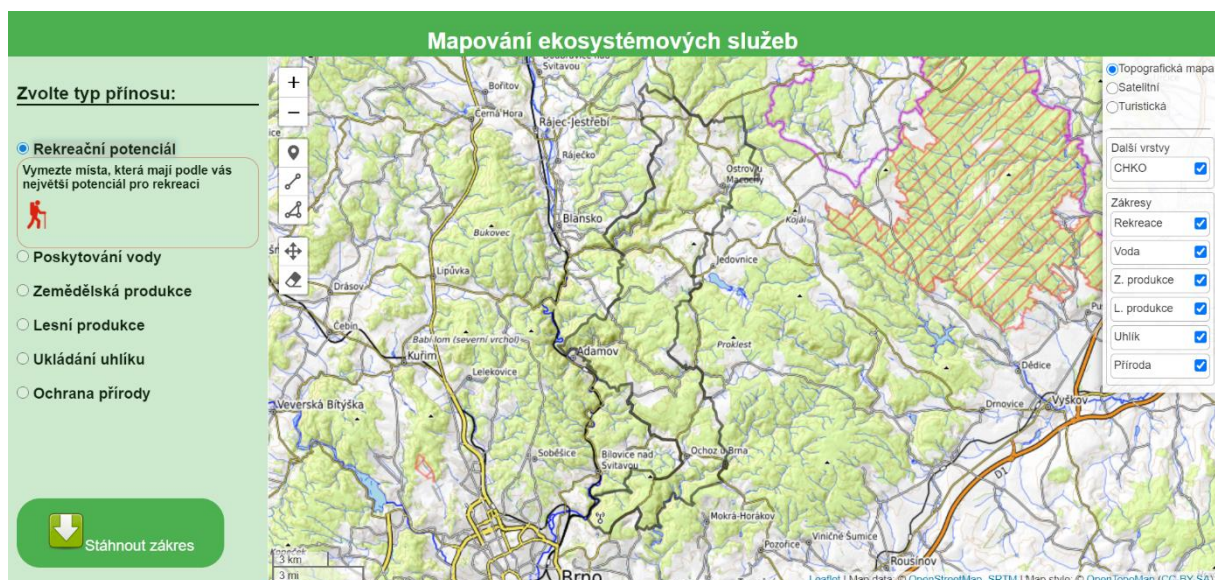 Mapování ekosystémových služeb
Zvolte typ přínosu:
Rekreační potenciál
Vymezte místa, která mají podle vás
největší potenciál pro rekreaci
Poskytování vody
Zemědělská produkce
Lesní produkce
Ukládání uhlíku
Ochrana přírody
Stáhnout zákres
+
−
Svitavou
Bořitov
Černá Hora
Rájec-Jestřebí
Ráječko
Ostrov u
Macochy
Blansko
Bukovec
Kojál
Lipůvka
Jedovnice
Drásov
Čebín
Babí lom (severní vrchol)
Kuřim
Adamov
Proklest
Lelekovice
Dědice
Veverská Bítýška
Drnovice
Vyškov
Soběšice
Bílovice nad
Svitavou
Ochoz u Brna
D1
Mokrá-Horákov
Viničné Šumice
Pozořice
Rousínov
Brno
3 km
3 mi
Topografická mapa
Satelitní
Turistická
Další vrstvy
CHKO
Zákresy
Rekreace
Voda
Z. produkce
L. produkce
Uhlík
Příroda
Leaflet | Map data: © OpenStreetMap, SRTM | Map style: © OpenTopoMap (CC-BY-SA)